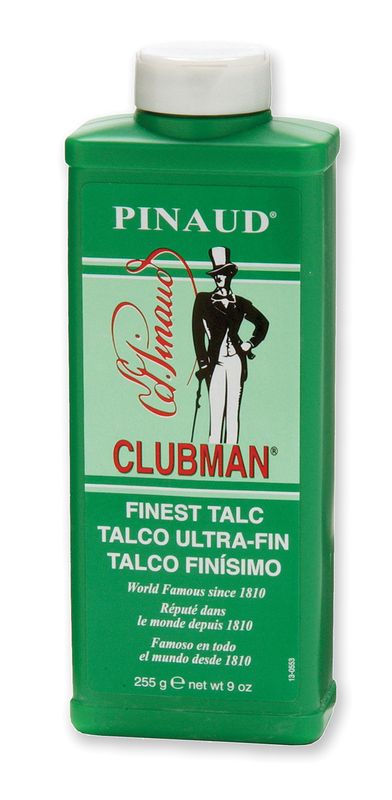 PINAUD®
Ed. Pinaud
CLUBMAN®
FINEST TALC
TALCO ULTRA-FIN
TALCO FINÍSIMO
World Famous since 1810
Réputé dans
le monde depuis 1810
Famoso en todo
el mundo desde 1810
255 g e net wt 9 oz
13-0553